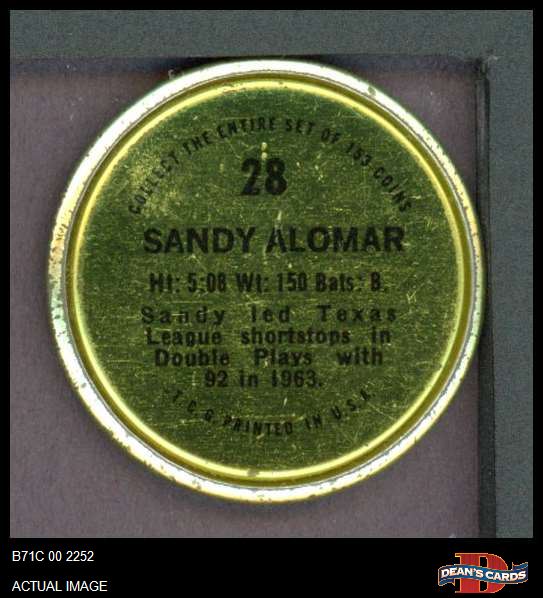 COLLECT THE ENTIRE SET OF 153 COINS
28
SANDY ALOMAR
Ht: 5:08 Wt: 150 Bats: B.
Sandy led Texas
League shortstops in
Double Plays with
92 in 1963.
T.C.G. PRINTED IN U.S.A.
B71C 00 2252
ACTUAL IMAGE
D
DEAN'S CARDS